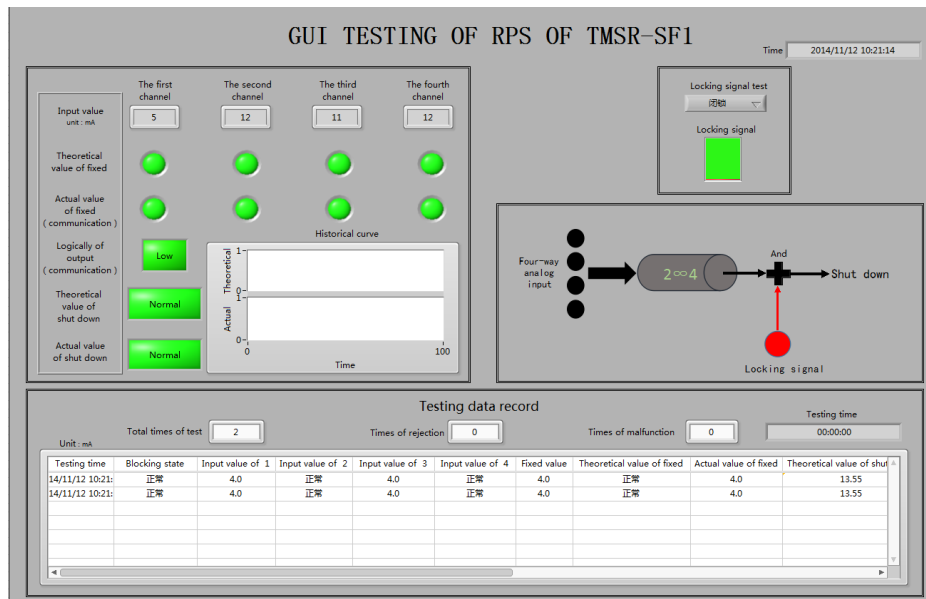 GUI TESTING OF RPS OF TMSR-SF1
Time 2014/11/12 10:21:14
The first channel
The second channel
The third channel
The fourth channel
Input value
unit : mA
5 12 11 12
Theoretical
value of fixed
Actual value
of fixed
( communication )
Logically of
output
( communication )
Low
Theoretical
value of
shut down
Normal
Actual value
of shut down
Normal
Historical curve
Theoretical
1
0
Actual
1
0
0 100
Time
Locking signal test
闭锁
Locking signal
Four-way
analog
input
2∞4
And
Shut down
Locking signal
Testing data record
Total times of test 2
Times of rejection 0
Times of malfunction 0
Testing time
00:00:00
Unit : mA
Testing time Blocking state Input value of 1 Input value of 2 Input value of 3 Input value of 4 Fixed value Theoretical value of fixed Actual value of fixed Theoretical value of shut
14/11/12 10:21: 正常 4.0 正常 4.0 正常 4.0 正常 4.0 13.55
14/11/12 10:21: 正常 4.0 正常 4.0 正常 4.0 正常 4.0 13.55